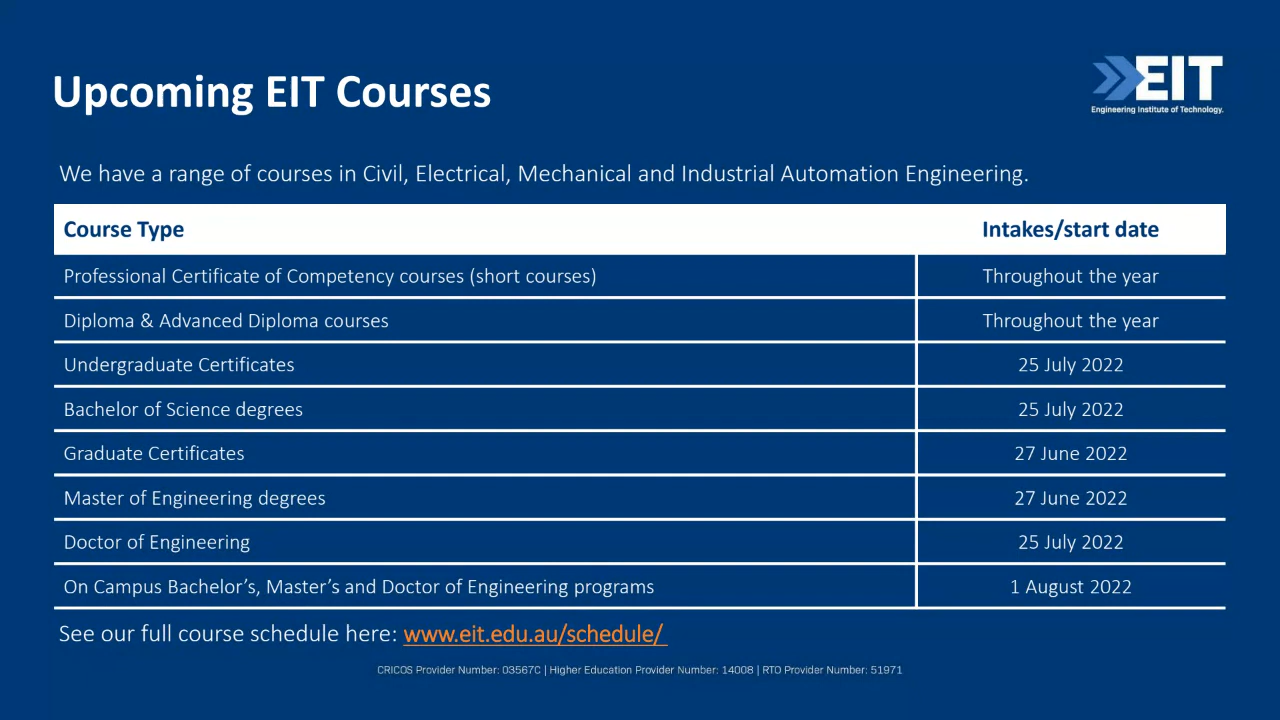 Upcoming EIT Courses
EIT
Engineering Institute of Technology.
We have a range of courses in Civil, Electrical, Mechanical and Industrial Automation Engineering.
Course Type Intakes/start date
Professional Certificate of Competency courses (short courses) Throughout the year
Diploma & Advanced Diploma courses Throughout the year
Undergraduate Certificates 25 July 2022
Bachelor of Science degrees 25 July 2022
Graduate Certificates 27 June 2022
Master of Engineering degrees 27 June 2022
Doctor of Engineering 25 July 2022
On Campus Bachelor’s, Master’s and Doctor of Engineering programs 1 August 2022
See our full course schedule here: www.eit.edu.au/schedule/
CRICOS Provider Number: 03567C | Higher Education Provider Number: 14008 | RTO Provider Number: 51971